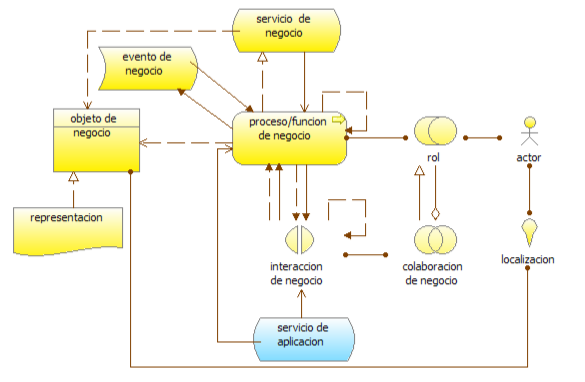 servicio de
negocio
evento de
negocio
objeto de
negocio
proceso/funcion
de negocio
rol
actor
representacion
interaccion
de negocio
colaboracion
de negocio
localizacion
servicio de
aplicacion